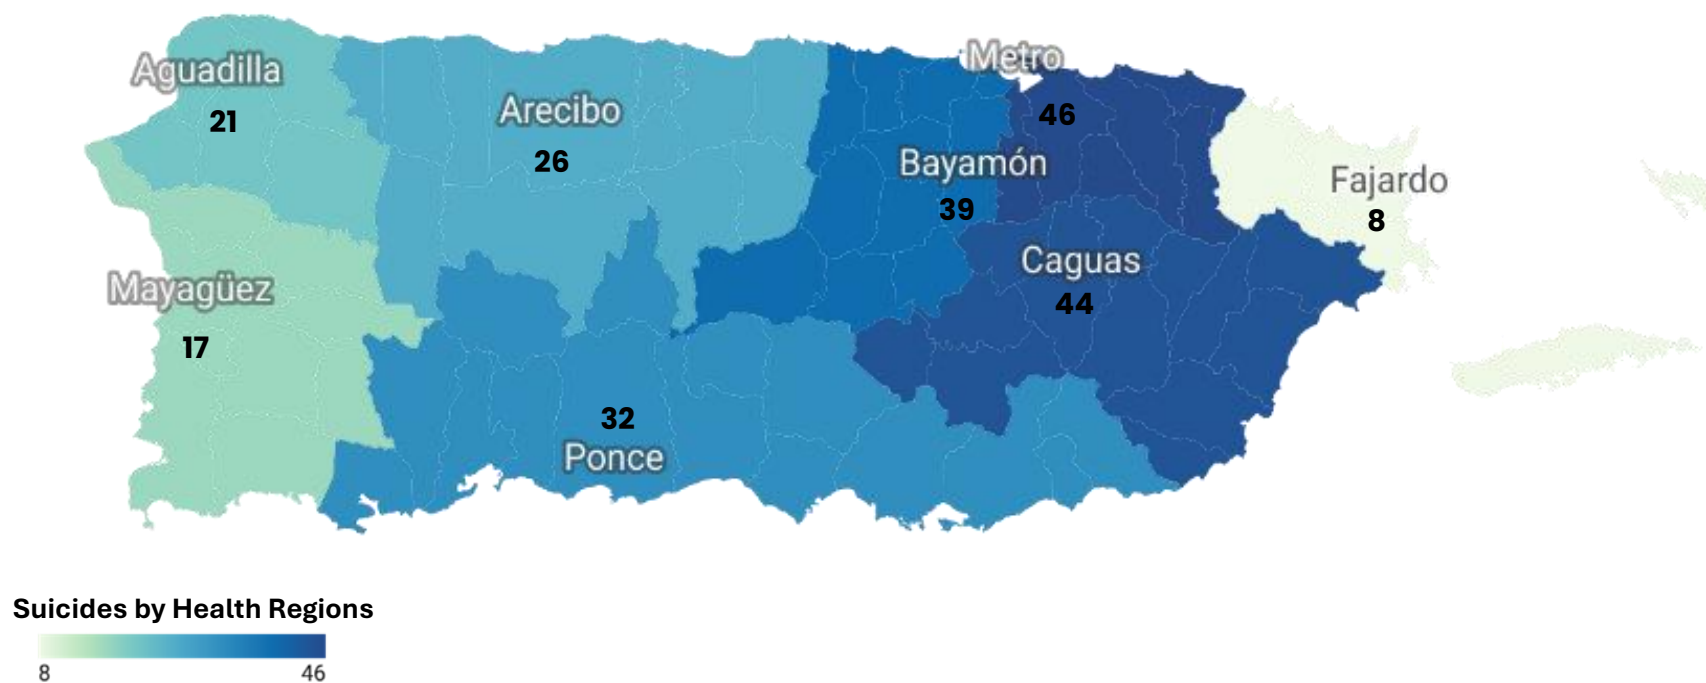 Metro
46
Aguadilla
21
Arecibo
26
Bayamón
39
Fajardo
8
Caguas
44
Mayagüez
17
32
Ponce
Suicides by Health Regions
8 46